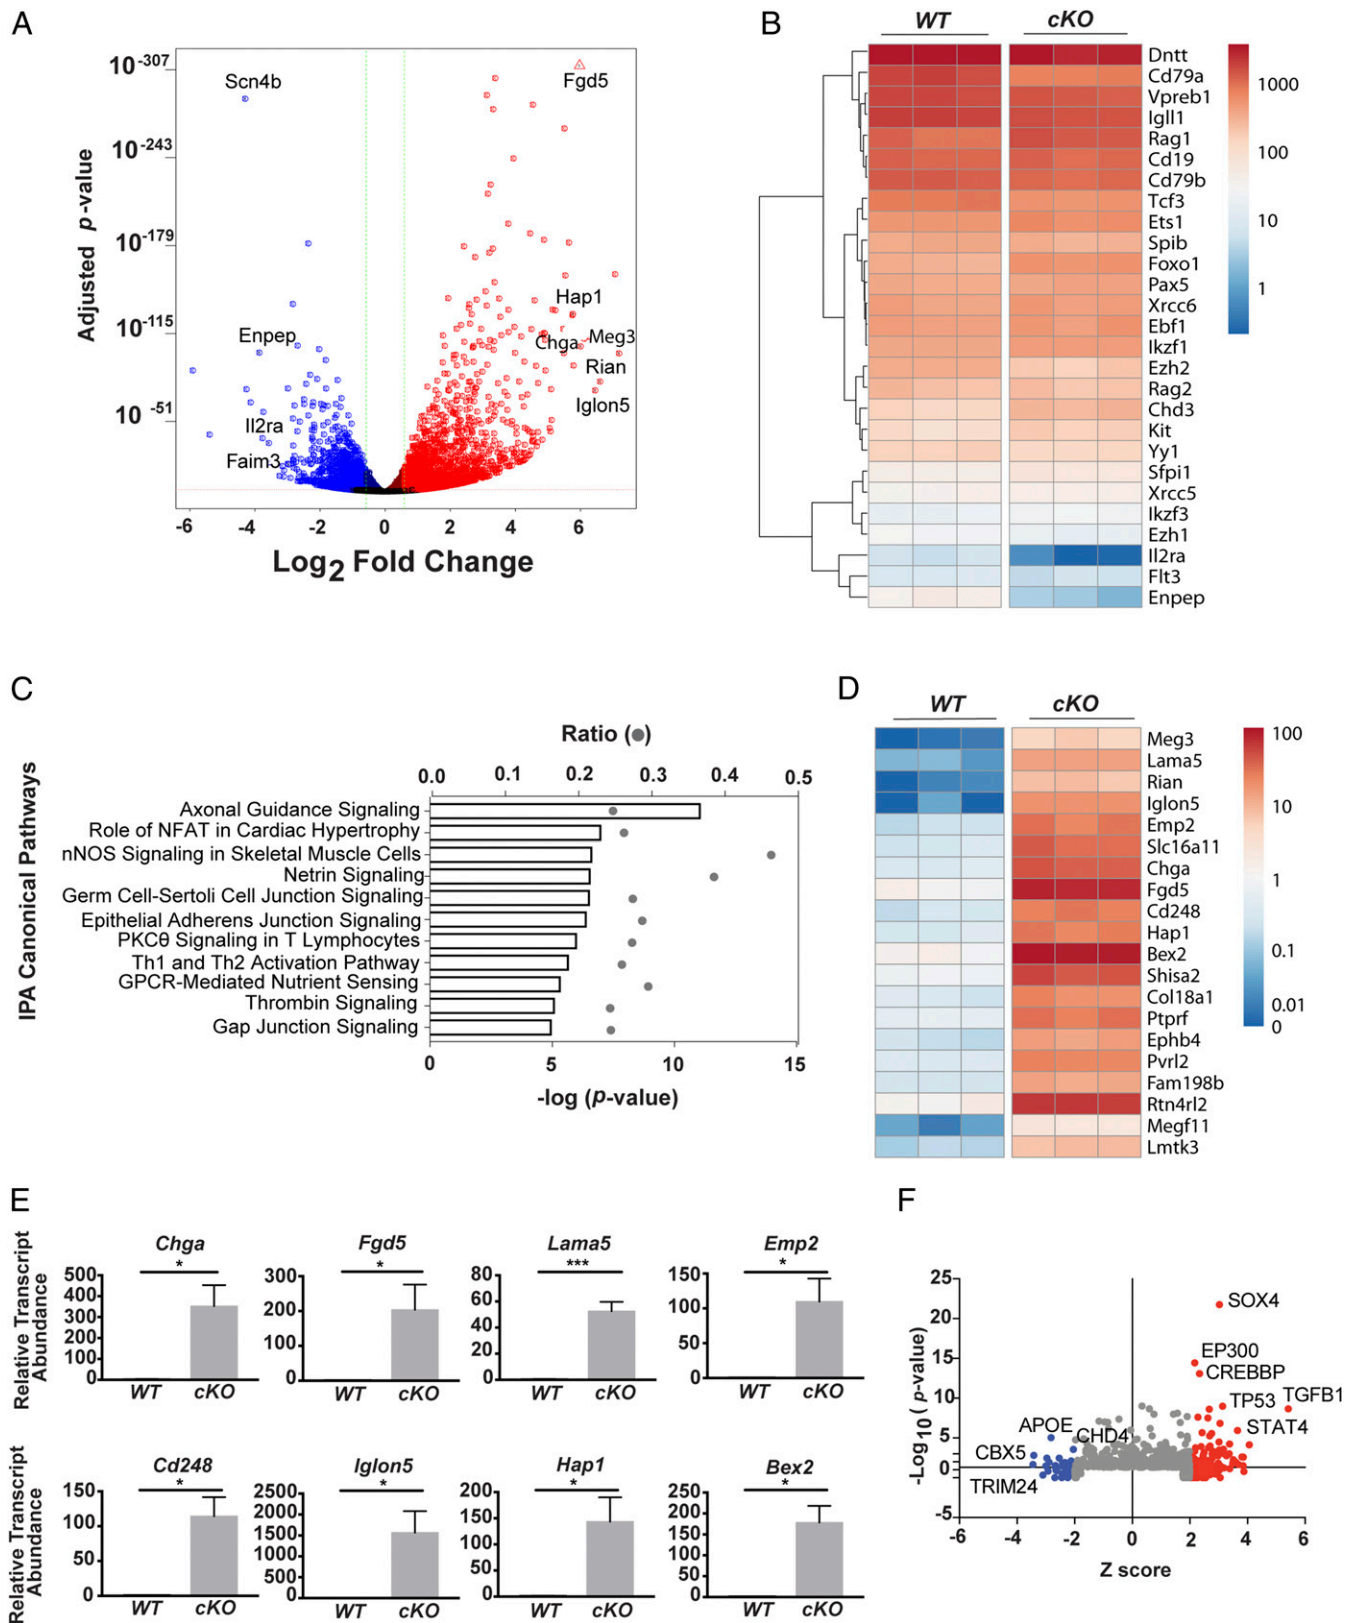 A
Adjusted p-value
10-307
10-243
10-179
10-115
10-51
Scn4b
Fgd5
Hap1
Enpep
Chga
Meg3
Rian
Iglon5
Il2ra
Faim3
-6 -4 -2 0 2 4 6
Log2 Fold Change
B
WT cKO
Dntt
Cd79a
Vpreb1
Igll1
Rag1
Cd19
Cd79b
Tcf3
Ets1
Spib
Foxo1
Pax5
Xrcc6
Ebf1
Ikzf1
Ezh2
Rag2
Chd3
Kit
Yy1
Sfpi1
Xrcc5
Ikzf3
Ezh1
Il2ra
Flt3
Enpep
1000
100
10
1
C
Ratio (●)
0.0 0.1 0.2 0.3 0.4 0.5
IPA Canonical Pathways
Axonal Guidance Signaling
Role of NFAT in Cardiac Hypertrophy
nNOS Signaling in Skeletal Muscle Cells
Netrin Signaling
Germ Cell-Sertoli Cell Junction Signaling
Epithelial Adherens Junction Signaling
PKCθ Signaling in T Lymphocytes
Th1 and Th2 Activation Pathway
GPCR-Mediated Nutrient Sensing
Thrombin Signaling
Gap Junction Signaling
0 5 10 15
-log (p-value)
D
WT cKO
Meg3
Lama5
Rian
Iglon5
Emp2
Slc16a11
Chga
Fgd5
Cd248
Hap1
Bex2
Shisa2
Col18a1
Ptprf
Ephb4
Pvrl2
Fam198b
Rtn4rl2
Megf11
Lmtk3
100
10
1
0.1
0.01
0
E
Relative Transcript
Abundance
Chga
*
500
400
300
200
100
0
WT cKO
Fgd5
*
300
200
100
0
WT cKO
Lama5
***
80
60
40
20
0
WT cKO
Emp2
*
150
100
50
0
WT cKO
Relative Transcript
Abundance
Cd248
*
150
100
50
0
WT cKO
Iglon5
*
2500
2000
1500
1000
500
0
WT cKO
Hap1
*
200
150
100
50
0
WT cKO
Bex2
*
250
200
150
100
50
0
WT cKO
F
-Log10(p-value)
25
20
15
10
5
0
-5
SOX4
EP300
CREBBP
TP53
TGFB1
STAT4
APOE
CHD4
CBX5
TRIM24
-6 -4 -2 0 2 4 6
Z score